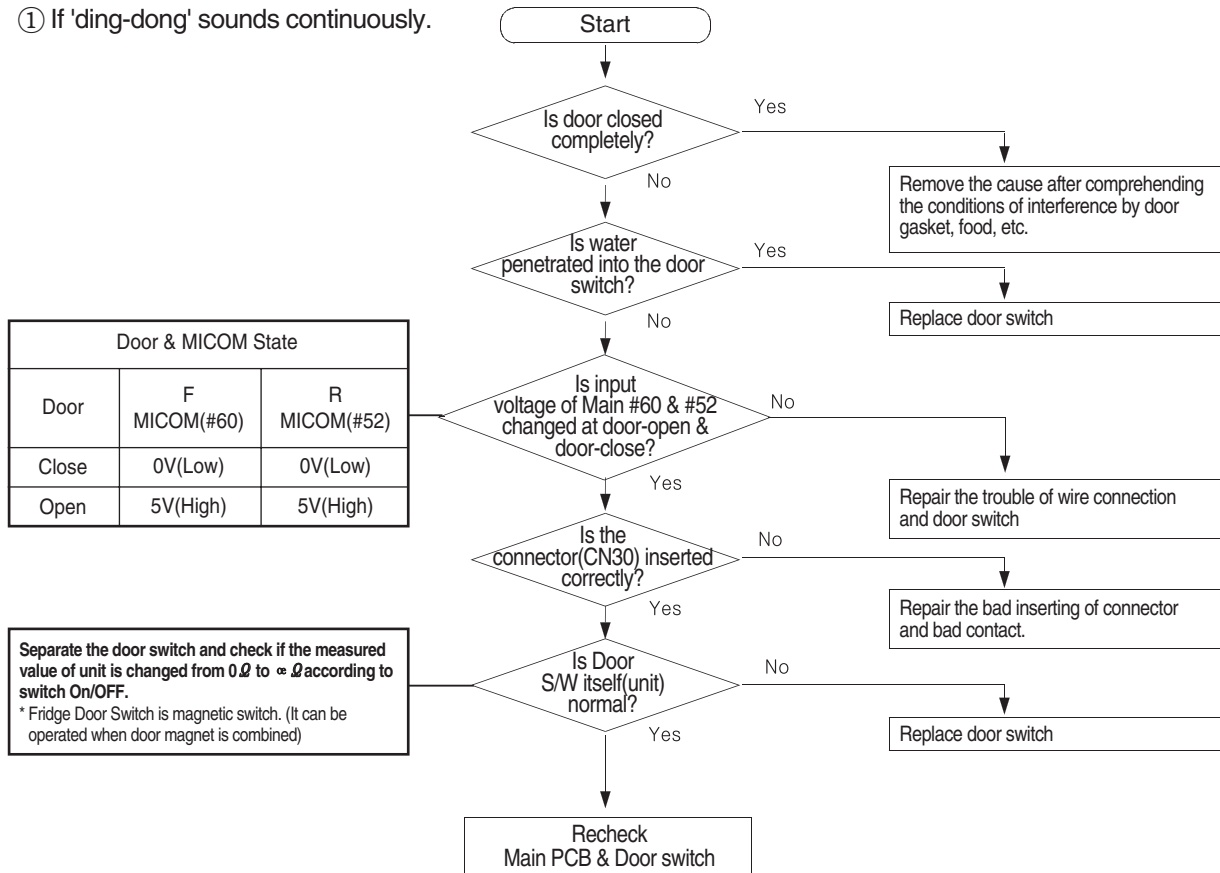 ① If 'ding-dong' sounds continuously.
Start
Is door closed
completely?
Yes
No
Remove the cause after comprehending
the conditions of interference by door
gasket, food, etc.
Is water
penetrated into the door
switch?
Yes
No
Replace door switch
Door & MICOM State
Door
F
MICOM(#60)
R
MICOM(#52)
Close
0V(Low)
0V(Low)
Open
5V(High)
5V(High)
Is input
voltage of Main #60 & #52
changed at door-open &
door-close?
No
Yes
Repair the trouble of wire connection
and door switch
Is the
connector(CN30) inserted
correctly?
No
Yes
Repair the bad inserting of connector
and bad contact.
Separate the door switch and check if the measured
value of unit is changed from 0 Ω to ∝ Ω according to
switch On/OFF.
* Fridge Door Switch is magnetic switch. (It can be
operated when door magnet is combined)
Is Door
S/W itself(unit)
normal?
No
Yes
Replace door switch
Recheck
Main PCB & Door switch